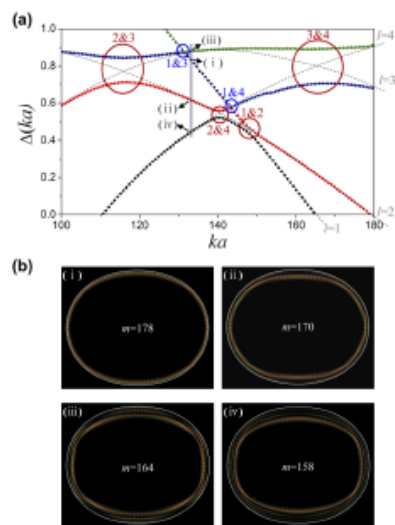 (a)
2&3
(iii)
3&4
l=4
1&3
(i)
l=3
(ii)
1&4
1&2
(iv)
2&4
l=2
l=1
Δ(ka)
1.0
0.8
0.6
0.4
0.2
0.0
100 120 140 160 180
ka
(b)
(i) (ii)
m=178 m=170
(iii) (iv)
m=164 m=158